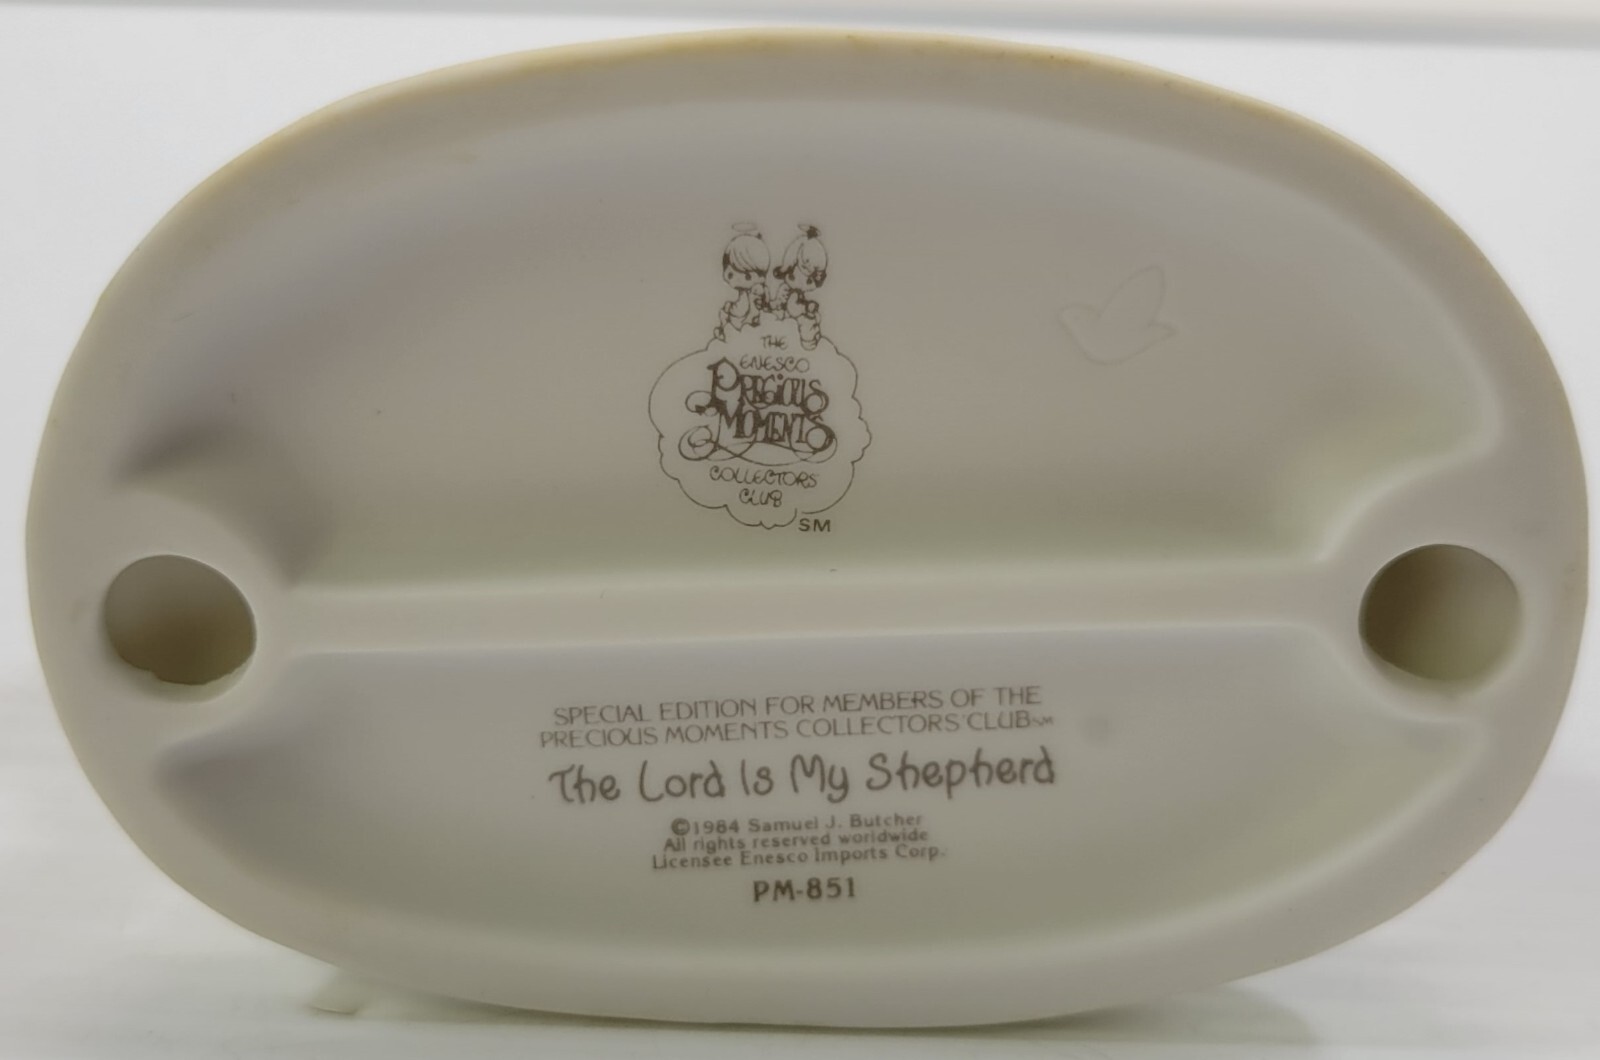 THE
ENESCO
PRECIOUS
MOMENTS
COLLECTORS
CLUB
SM
SPECIAL EDITION FOR MEMBERS OF THE
PRECIOUS MOMENTS COLLECTORS' CLUB SM
The Lord Is My Shepherd
©1984 Samuel J. Butcher
All rights reserved worldwide
Licensee Enesco Imports Corp.
PM-851